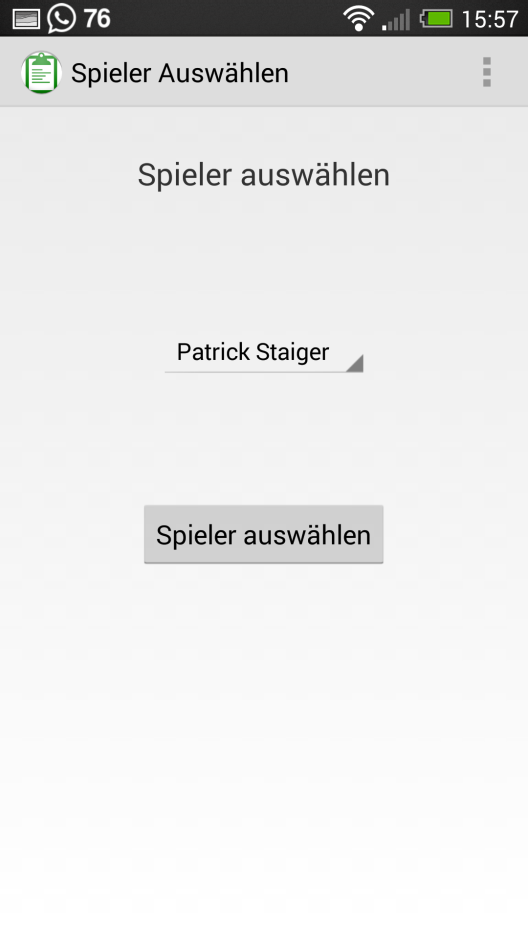 76 15:57
Spieler Auswählen
Spieler auswählen
Patrick Staiger
Spieler auswählen